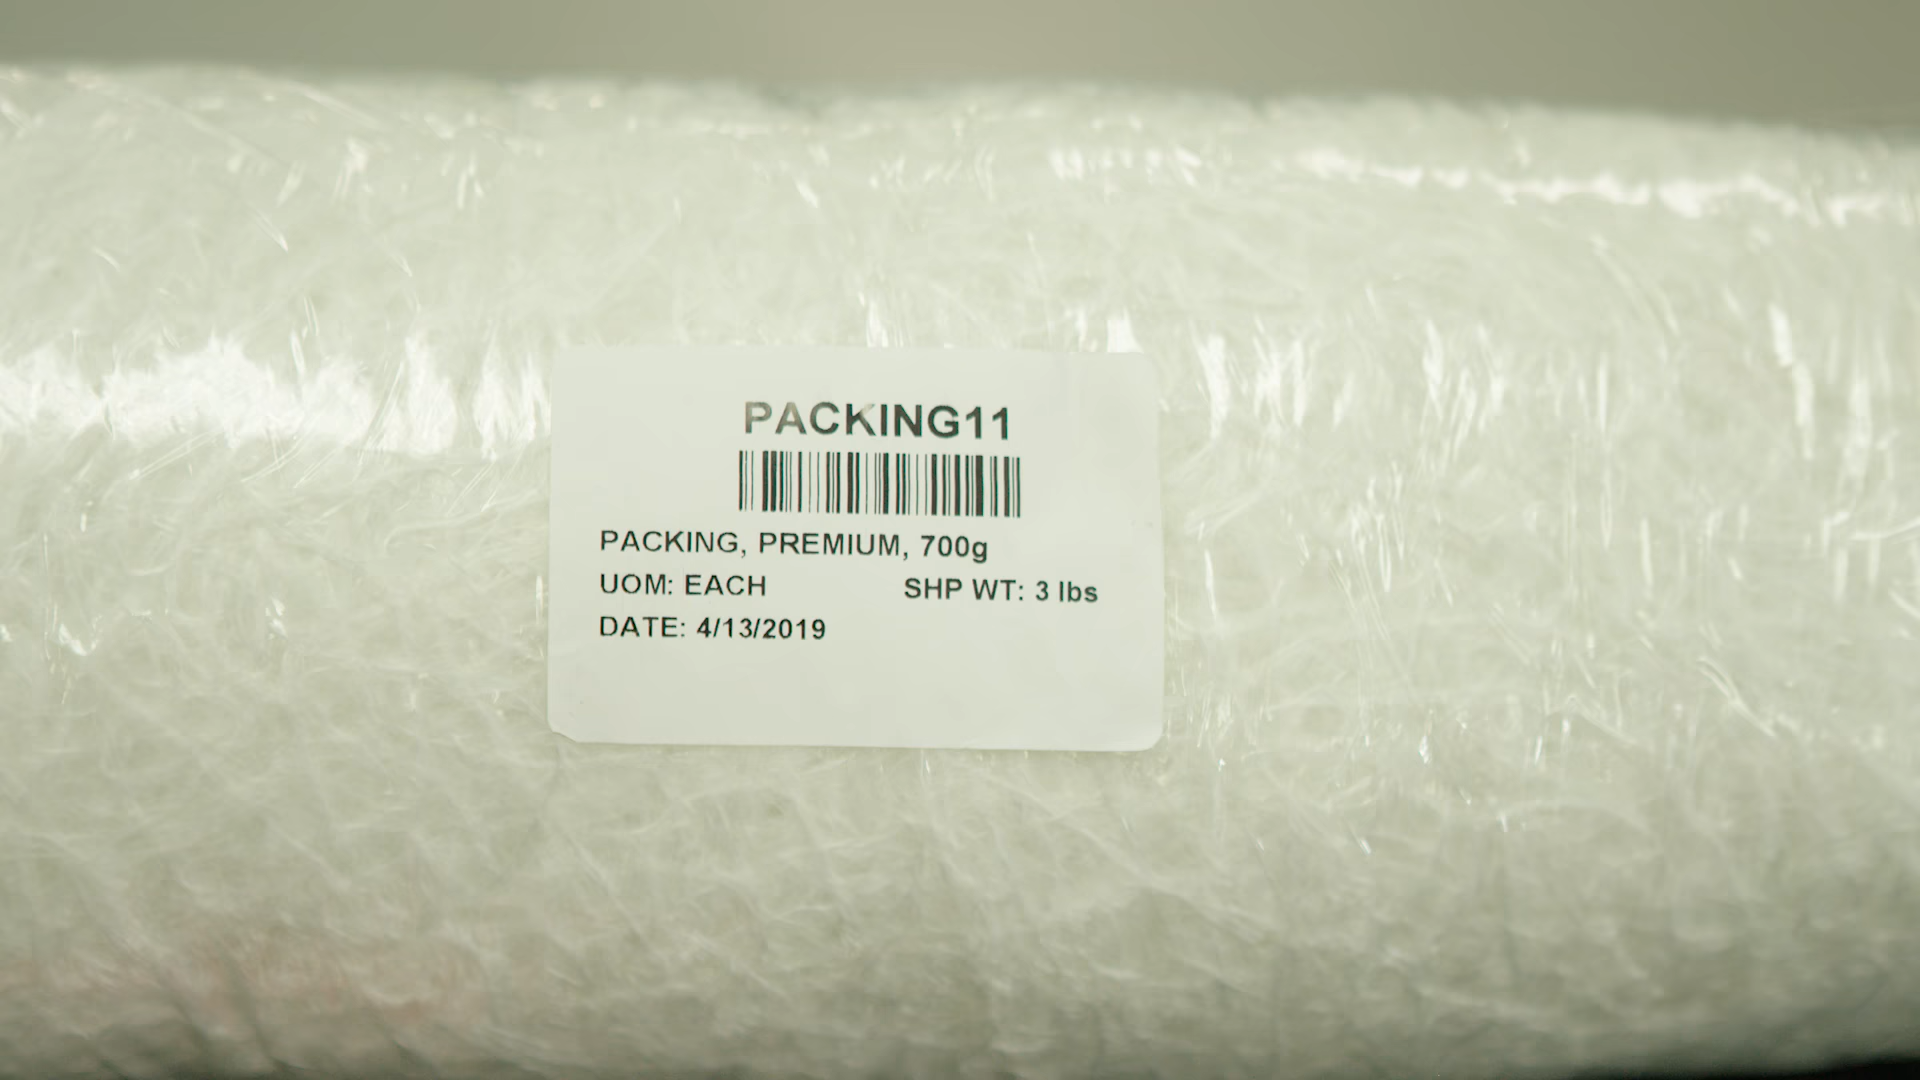 PACKING11
PACKING, PREMIUM, 700g
UOM: EACH SHP WT: 3 lbs
DATE: 4/13/2019